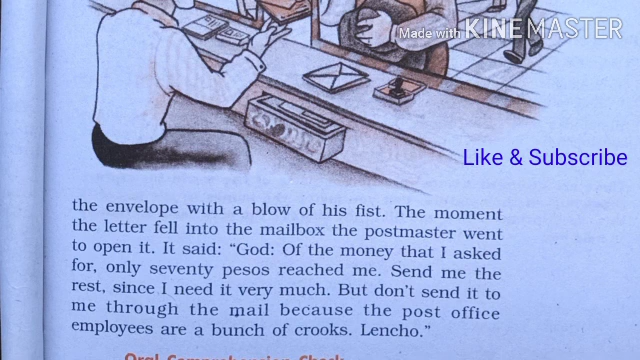 Made with KINEMASTER
Like & Subscribe
the envelope with a blow of his fist. The moment
the letter fell into the mailbox the postmaster went
to open it. It said: “God: Of the money that I asked
for, only seventy pesos reached me. Send me the
rest, since I need it very much. But don’t send it to
me through the mail because the post office
employees are a bunch of crooks. Lencho.”
Oral Comprehension Check